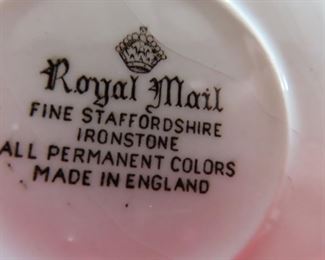 Royal Mail
FINE STAFFORDSHIRE
IRONSTONE
ALL PERMANENT COLORS
MADE IN ENGLAND